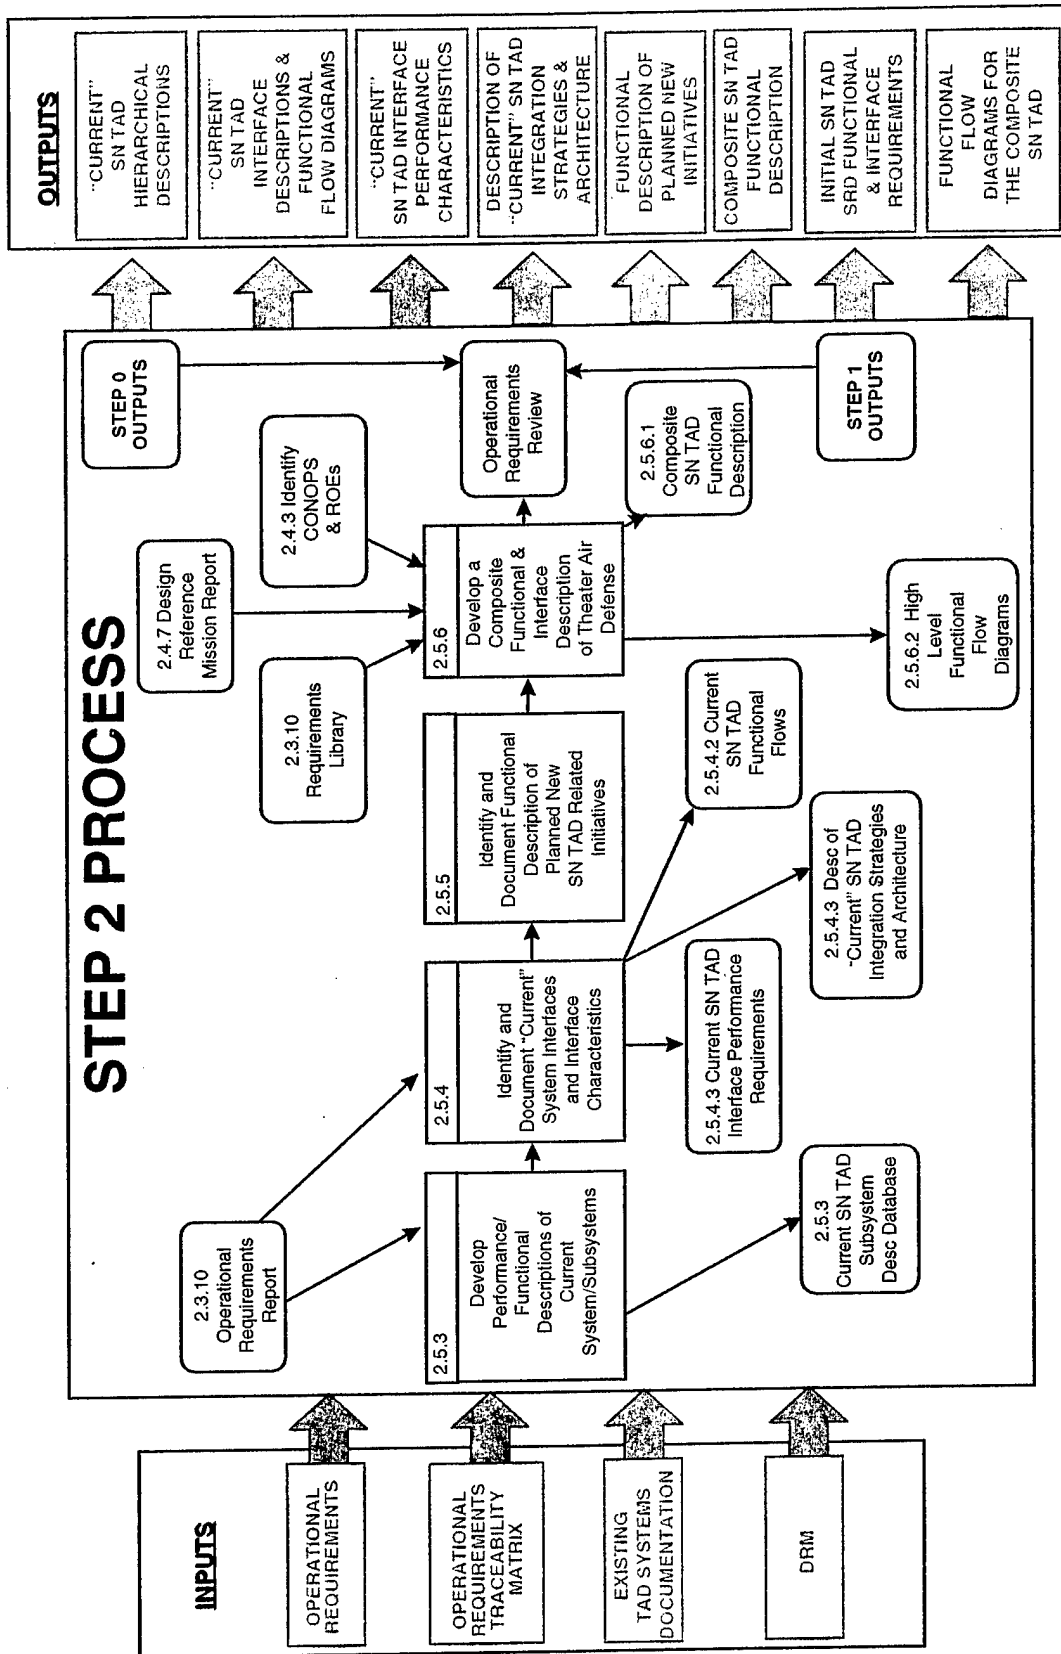 STEP 2 PROCESS
INPUTS
OPERATIONAL
REQUIREMENTS
OPERATIONAL
REQUIREMENTS
TRACEABILITY
MATRIX
EXISTING
TAD SYSTEMS
DOCUMENTATION
DRM
2.3.10
Operational
Requirements
Report
2.5.3
Develop
Performance/
Functional
Descriptions of
Current
System/Subsystems
2.5.3
Current SN TAD
Subsystem
Desc Database
2.5.4
Identify and
Document "Current"
System Interfaces
and Interface
Characteristics
2.5.4.3 Current SN TAD
Interface Performance
Requirements
2.5.4.3 Desc of
"Current" SN TAD
Integration Strategies
and Architecture
2.5.4.2 Current
SN TAD
Functional
Flows
2.5.5
Identify and
Document Functional
Description of
Planned New
SN TAD Related
Initiatives
2.3.10
Requirements
Library
2.4.7 Design
Reference
Mission Report
2.4.3 Identify
CONOPS
& ROEs
2.5.6
Develop a
Composite
Functional &
Interface
Description
of Theater Air
Defense
2.5.6.2 High
Level
Functional
Flow
Diagrams
2.5.6.1
Composite
SN TAD
Functional
Description
STEP 0
OUTPUTS
Operational
Requirements
Review
STEP 1
OUTPUTS
OUTPUTS
"CURRENT"
SN TAD
HIERARCHICAL
DESCRIPTIONS
"CURRENT"
SN TAD
INTERFACE
DESCRIPTIONS &
FUNCTIONAL
FLOW DIAGRAMS
"CURRENT"
SN TAD INTERFACE
PERFORMANCE
CHARACTERISTICS
DESCRIPTION OF
"CURRENT" SN TAD
INTEGRATION
STRATEGIES &
ARCHITECTURE
FUNCTIONAL
DESCRIPTION OF
PLANNED NEW
INITIATIVES
COMPOSITE SN TAD
FUNCTIONAL
DESCRIPTION
INITIAL SN TAD
SRD FUNCTIONAL
& INTERFACE
REQUIREMENTS
FUNCTIONAL
FLOW
DIAGRAMS FOR
THE COMPOSITE
SN TAD